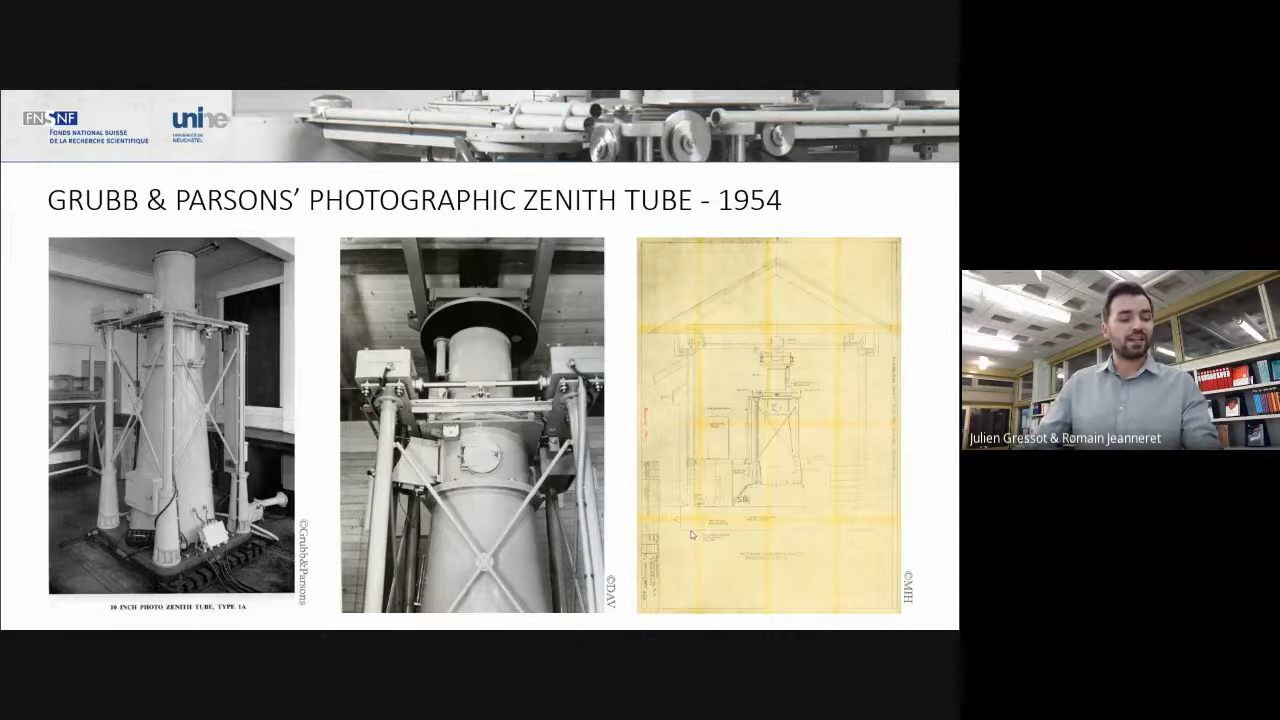 FNSNF
FONDS NATIONAL SUISSE
DE LA RECHERCHE SCIENTIFIQUE
unine
UNIVERSITÉ DE
NEUCHÂTEL
GRUBB & PARSONS’ PHOTOGRAPHIC ZENITH TUBE - 1954
©Grubb&Parsons
10 INCH PHOTO ZENITH TUBE, TYPE 1A
©DAV
©MIH
Julien Gressot & Romain Jeanneret